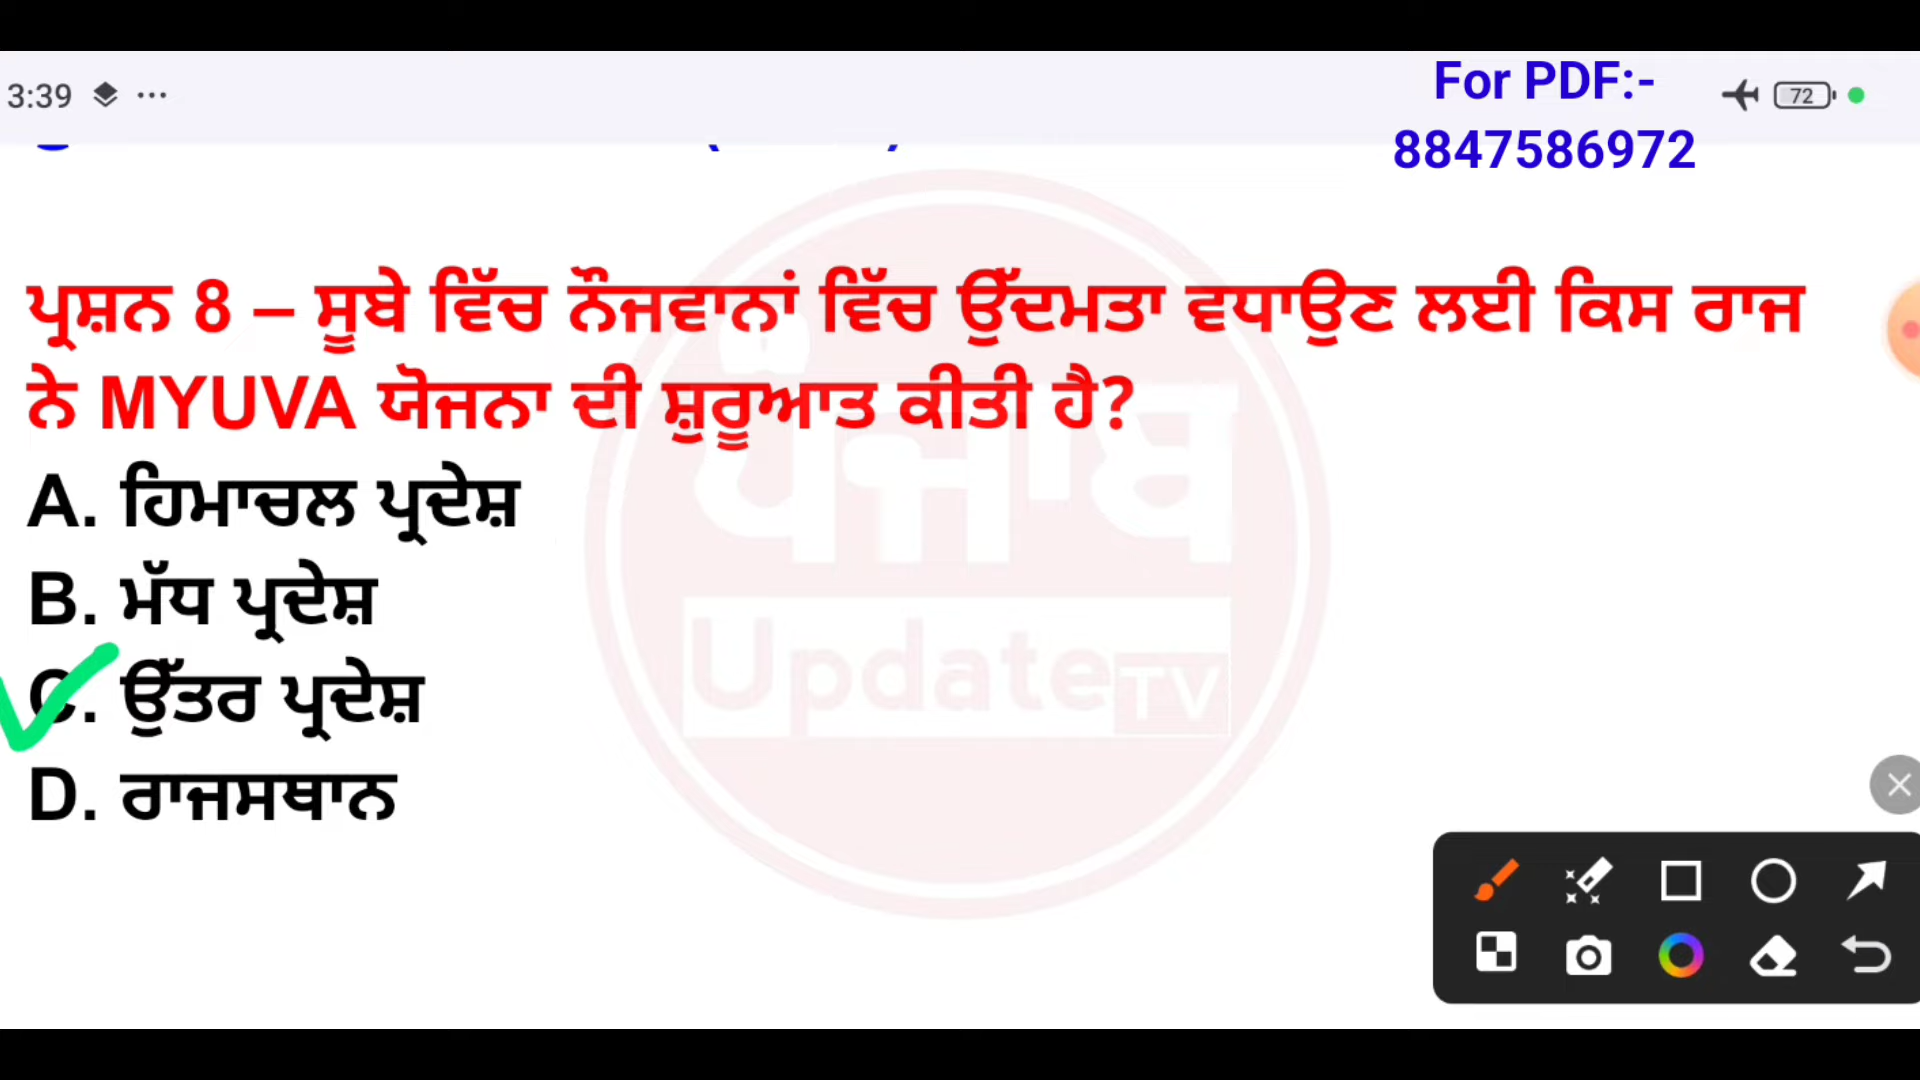 3:39
For PDF:-
72
8847586972
ਪ੍ਰਸ਼ਨ 8 – ਸੂਬੇ ਵਿੱਚ ਨੌਜਵਾਨਾਂ ਵਿੱਚ ਉੱਦਮਤਾ ਵਧਾਉਣ ਲਈ ਕਿਸ ਰਾਜ
ਨੇ MYUVA ਯੋਜਨਾ ਦੀ ਸ਼ੁਰੂਆਤ ਕੀਤੀ ਹੈ?
A. ਹਿਮਾਚਲ ਪ੍ਰਦੇਸ਼
B. ਮੱਧ ਪ੍ਰਦੇਸ਼
C. ਉੱਤਰ ਪ੍ਰਦੇਸ਼
D. ਰਾਜਸਥਾਨ
ਪੰਜਾਬ
Update TV